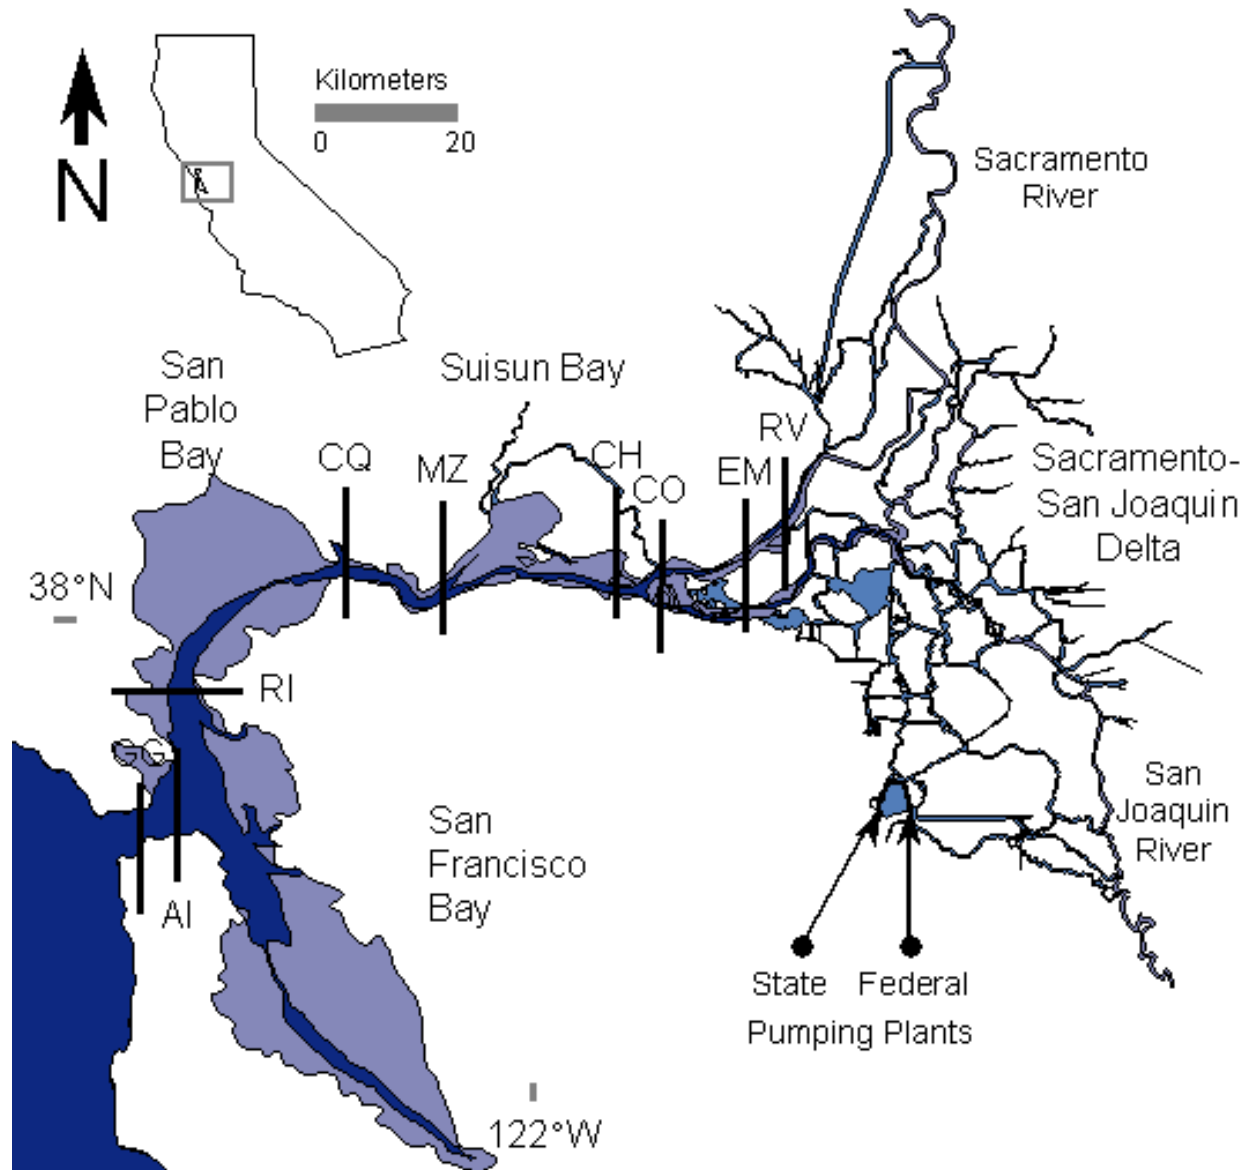 Kilometers
0 20
N
Sacramento
River
San
Pablo
Bay
Suisun Bay
CQ
MZ
CH
CO
EM
RV
Sacramento-
San Joaquin
Delta
38°N
RI
GG
AI
San
Francisco
Bay
San
Joaquin
River
State Federal
Pumping Plants
122°W